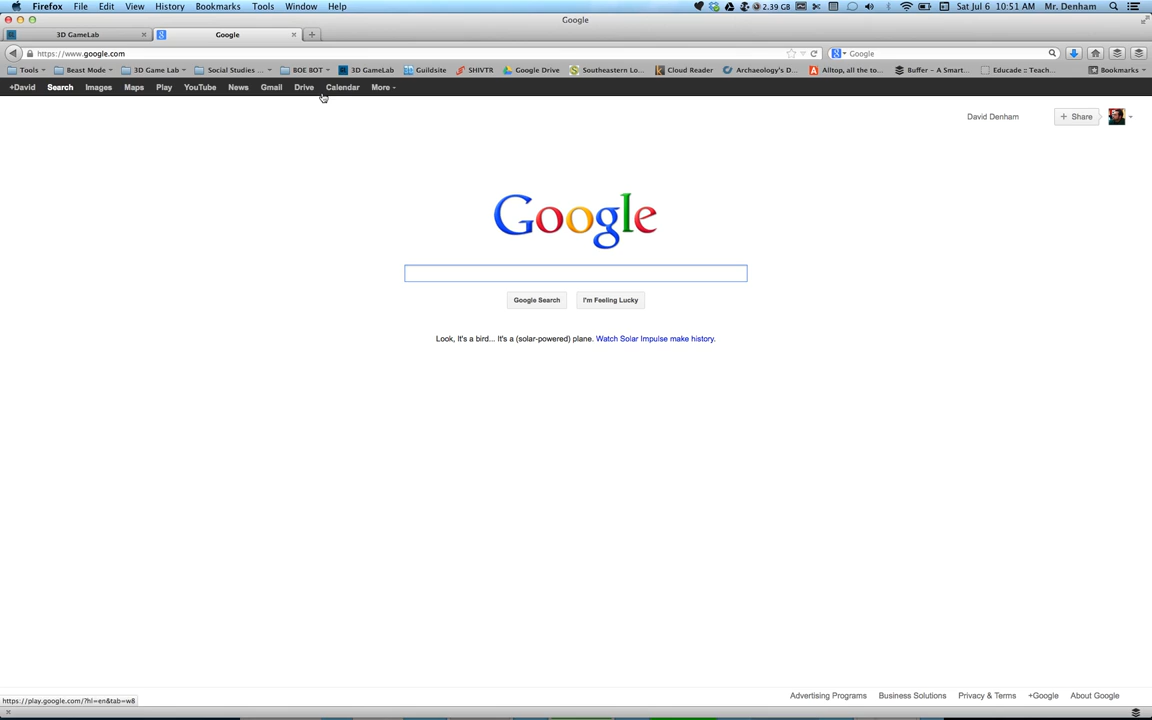 Firefox File Edit View History Bookmarks Tools Window Help 2.39 GB Sat Jul 6 10:51 AM Mr. Denham
Google
3D GameLab Google
https://www.google.com Google
Tools Beast Mode 3D Game Lab Social Studies ... BOE BOT 3D GameLab Guildsite SHIVTR Google Drive Southeastern Lo... Cloud Reader Archaeology's D... Alltop, all the to... Buffer – A Smart... Educade :: Teach... Bookmarks
+David Search Images Maps Play YouTube News Gmail Drive Calendar More
David Denham + Share
Google
Google Search I'm Feeling Lucky
Look, It's a bird... It's a (solar-powered) plane. Watch Solar Impulse make history.
Advertising Programs Business Solutions Privacy & Terms +Google About Google
https://play.google.com/?hl=en&tab=w8